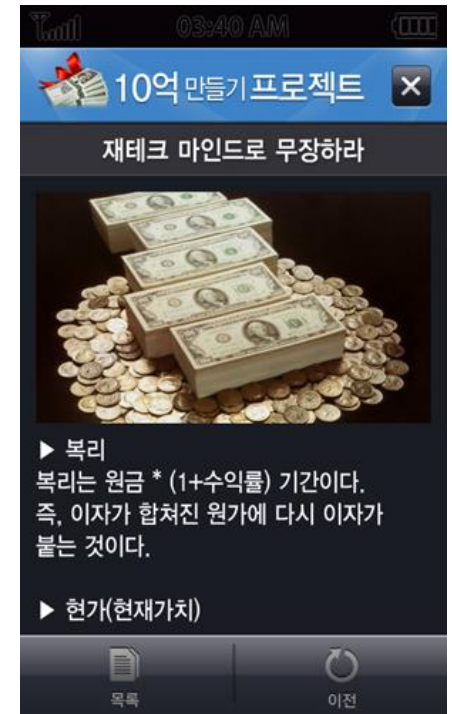 03:40 AM
10억 만들기 프로젝트
재테크 마인드로 무장하라
▶ 복리
복리는 원금 * (1+수익률) 기간이다.
즉, 이자가 합쳐진 원가에 다시 이자가
붙는 것이다.
▶ 현가(현재가치)
목록
이전